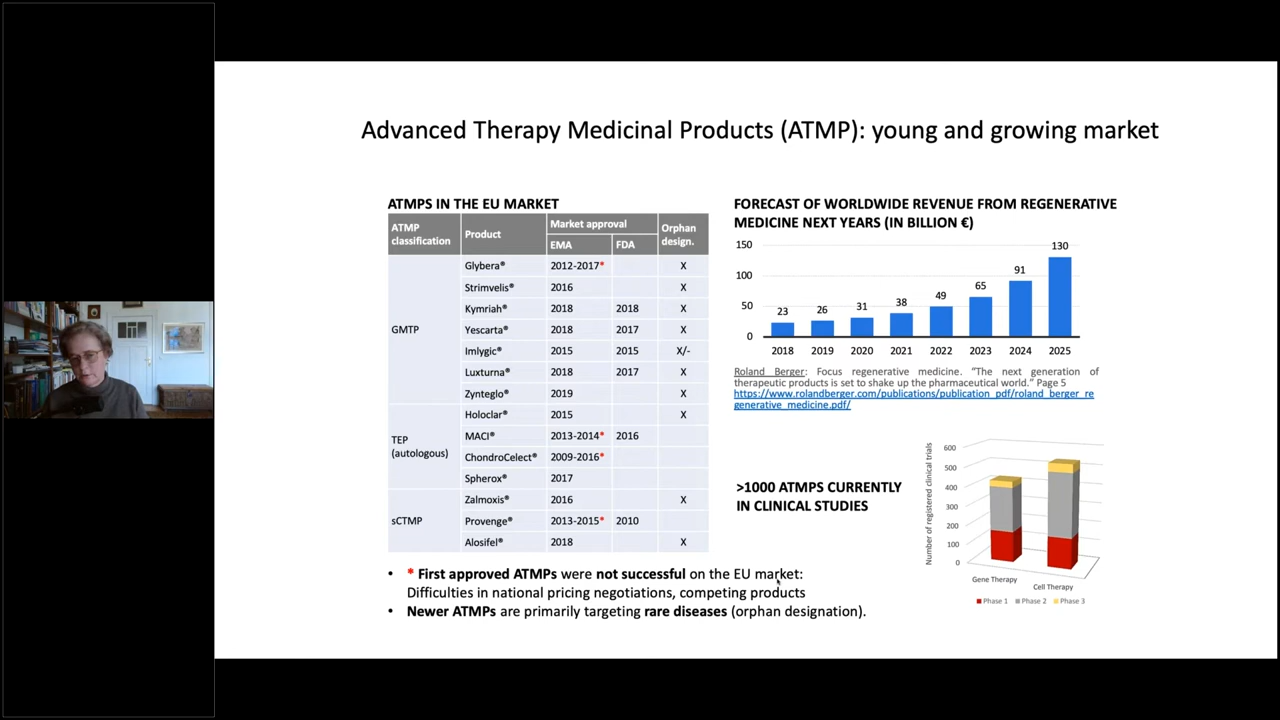 Advanced Therapy Medicinal Products (ATMP): young and growing market
ATMPS IN THE EU MARKET
ATMP classification Product Market approval Orphan design.
EMA FDA
GMTP
Glybera® 2012-2017* X
Strimvelis® 2016 X
Kymriah® 2018 2018 X
Yescarta® 2018 2017 X
Imlygic® 2015 2015 X/-
Luxturna® 2018 2017 X
Zynteglo® 2019 X
TEP (autologous)
Holoclar® 2015 X
MACI® 2013-2014* 2016
ChondroCelect® 2009-2016*
Spherox® 2017
sCTMP
Zalmoxis® 2016 X
Provenge® 2013-2015* 2010
Alosifel® 2018 X
• * First approved ATMPs were not successful on the EU market:
Difficulties in national pricing negotiations, competing products
• Newer ATMPs are primarily targeting rare diseases (orphan designation).
FORECAST OF WORLDWIDE REVENUE FROM REGENERATIVE
MEDICINE NEXT YEARS (IN BILLION €)
150
100
50
0
23 26 31 38 49 65 91 130
2018 2019 2020 2021 2022 2023 2024 2025
Roland Berger: Focus regenerative medicine. "The next generation of
therapeutic products is set to shake up the pharmaceutical world." Page 5
https://www.rolandberger.com/publications/publication_pdf/roland_berger_re
generative_medicine.pdf/
>1000 ATMPS CURRENTLY
IN CLINICAL STUDIES
Number of registered clinical trials
600
500
400
300
200
100
0
Gene Therapy Cell Therapy
Phase 1 Phase 2 Phase 3